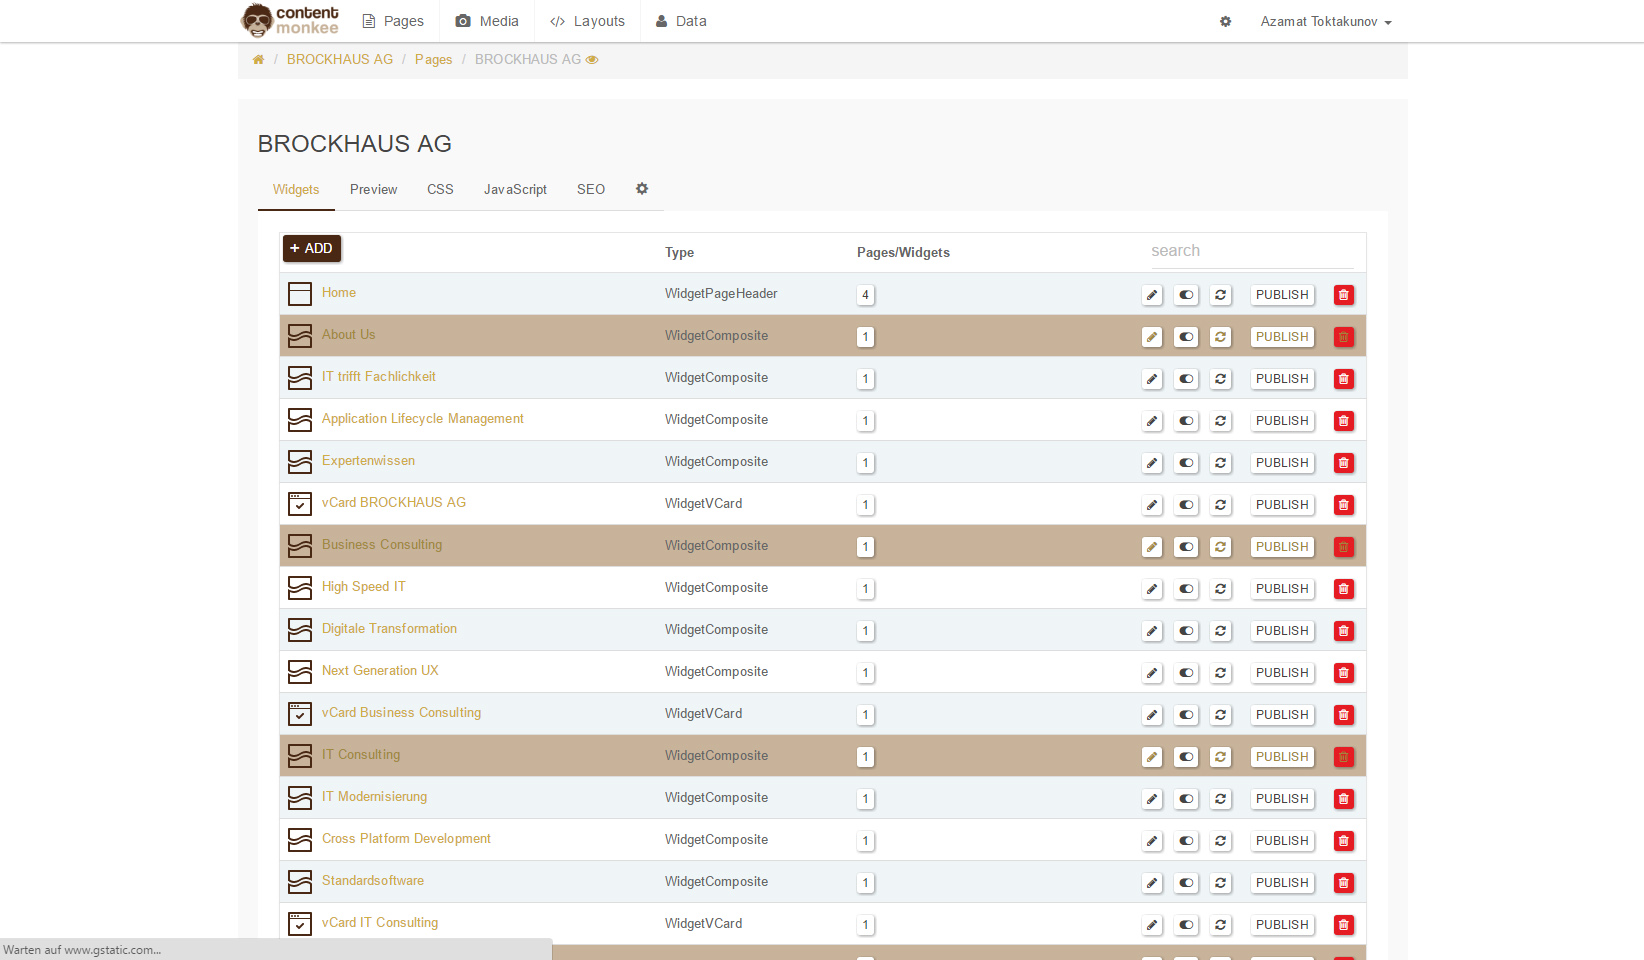 content monkee Pages Media Layouts Data Azamat Toktakunov
/ BROCKHAUS AG / Pages / BROCKHAUS AG
BROCKHAUS AG
Widgets Preview CSS JavaScript SEO
+ ADD Type Pages/Widgets search
Home WidgetPageHeader 4 PUBLISH
About Us WidgetComposite 1 PUBLISH
IT trifft Fachlichkeit WidgetComposite 1 PUBLISH
Application Lifecycle Management WidgetComposite 1 PUBLISH
Expertenwissen WidgetComposite 1 PUBLISH
vCard BROCKHAUS AG WidgetVCard 1 PUBLISH
Business Consulting WidgetComposite 1 PUBLISH
High Speed IT WidgetComposite 1 PUBLISH
Digitale Transformation WidgetComposite 1 PUBLISH
Next Generation UX WidgetComposite 1 PUBLISH
vCard Business Consulting WidgetVCard 1 PUBLISH
IT Consulting WidgetComposite 1 PUBLISH
IT Modernisierung WidgetComposite 1 PUBLISH
Cross Platform Development WidgetComposite 1 PUBLISH
Standardsoftware WidgetComposite 1 PUBLISH
vCard IT Consulting WidgetVCard 1 PUBLISH
Warten auf www.gstatic.com...